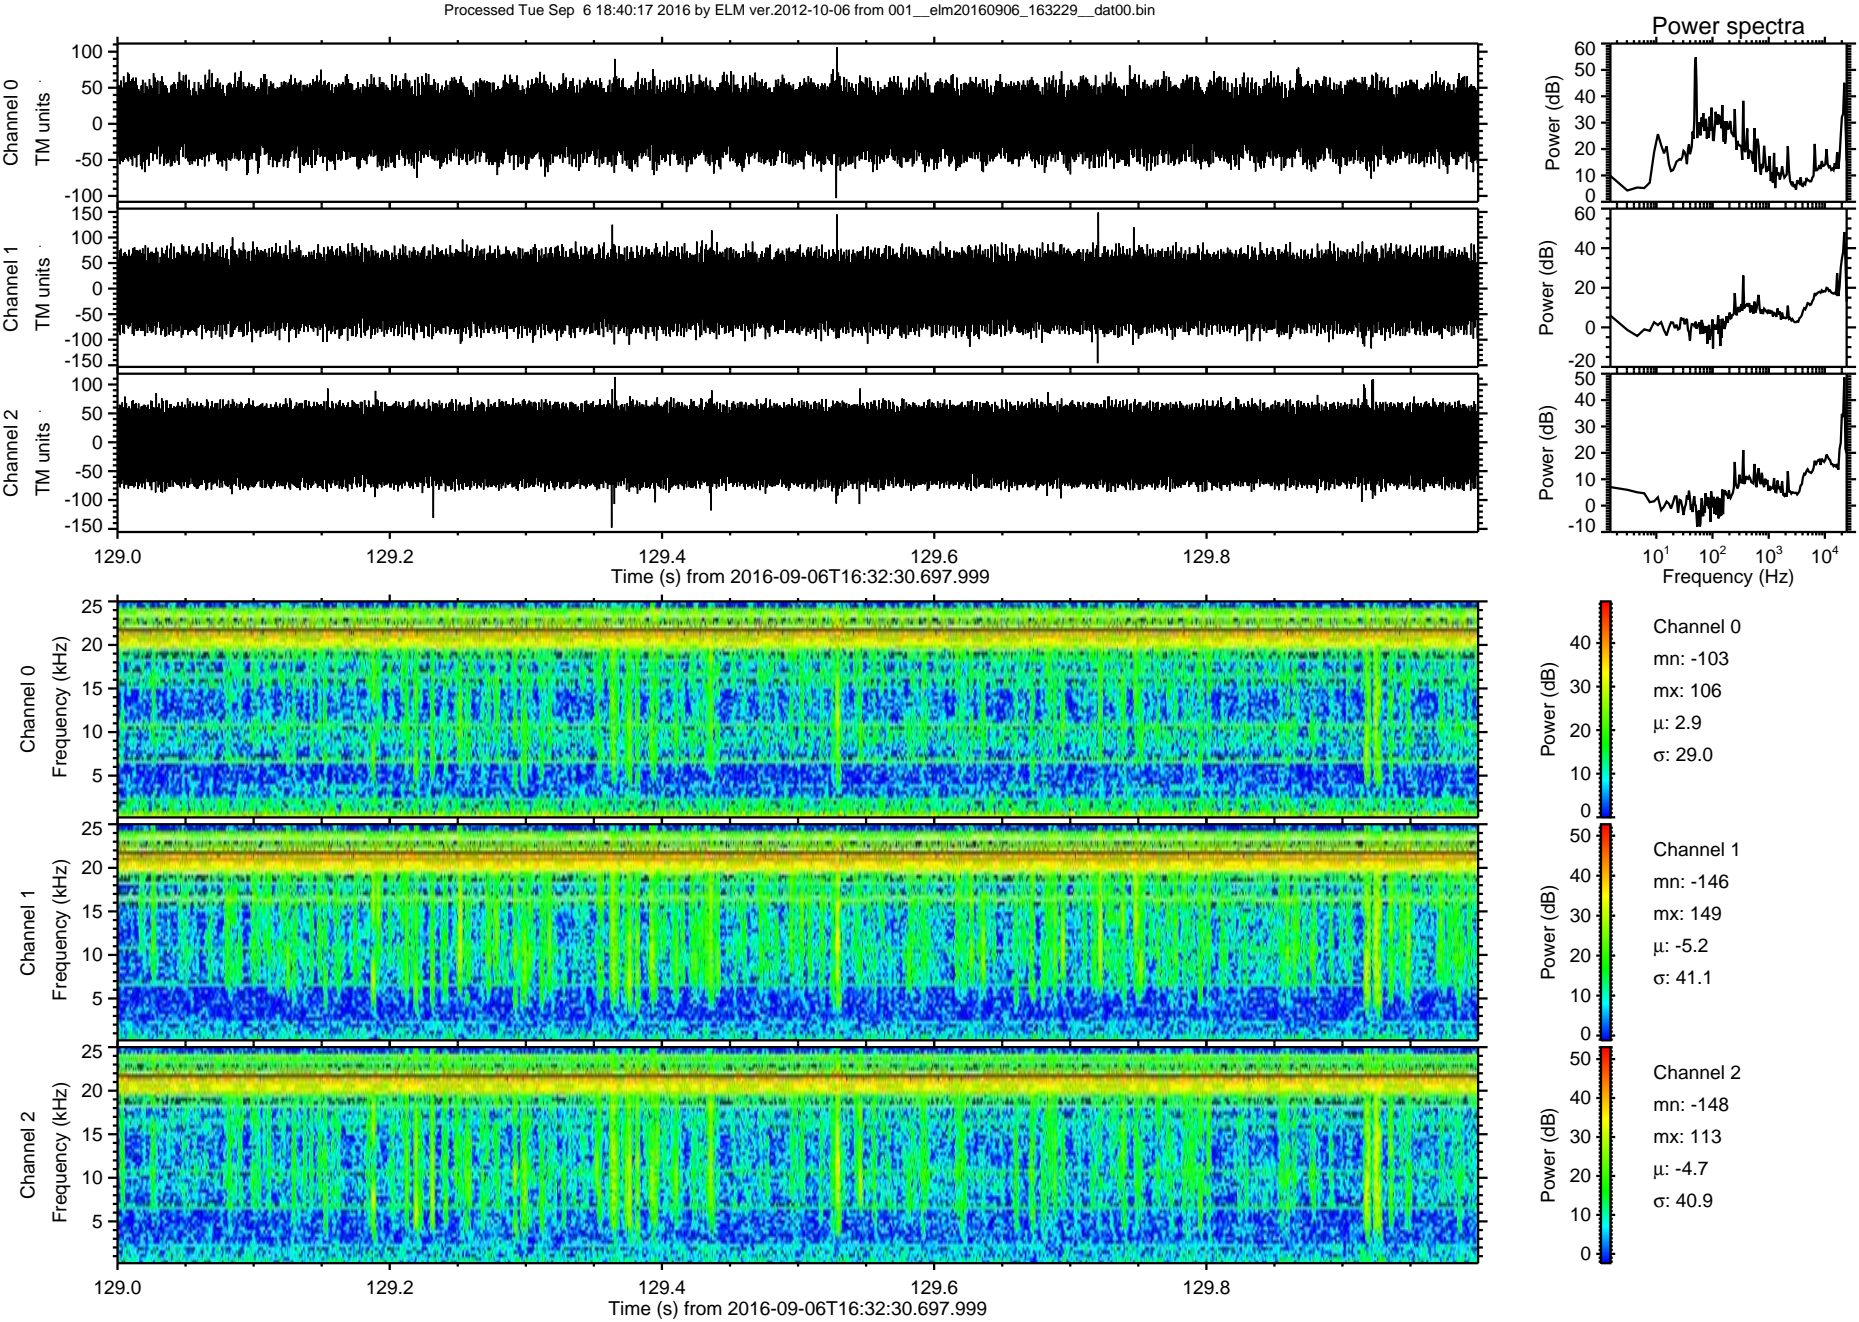 Processed Tue Sep  6 18:40:17 2016 by ELM ver.2012-10-06 from 001__elm20160906_163229__dat00.bin
Power spectra
Channel 0
TM units
100
50
0
-50
-100
Power (dB)
60
50
40
30
20
10
0
Channel 1
TM units
150
100
50
0
-50
-100
-150
Power (dB)
60
40
20
0
-20
Channel 2
TM units
100
50
0
-50
-100
-150
Power (dB)
50
40
30
20
10
0
-10
129.0 129.2 129.4 129.6 129.8
Time (s) from 2016-09-06T16:32:30.697.999
10^1 10^2 10^3 10^4
Frequency (Hz)
Channel 0
Frequency (kHz)
25
20
15
10
5
Power (dB)
40
30
20
10
0
Channel 0
mn: -103
mx: 106
μ: 2.9
σ: 29.0
Channel 1
Frequency (kHz)
25
20
15
10
5
Power (dB)
50
40
30
20
10
0
Channel 1
mn: -146
mx: 149
μ: -5.2
σ: 41.1
Channel 2
Frequency (kHz)
25
20
15
10
5
Power (dB)
50
40
30
20
10
0
Channel 2
mn: -148
mx: 113
μ: -4.7
σ: 40.9
129.0 129.2 129.4 129.6 129.8
Time (s) from 2016-09-06T16:32:30.697.999